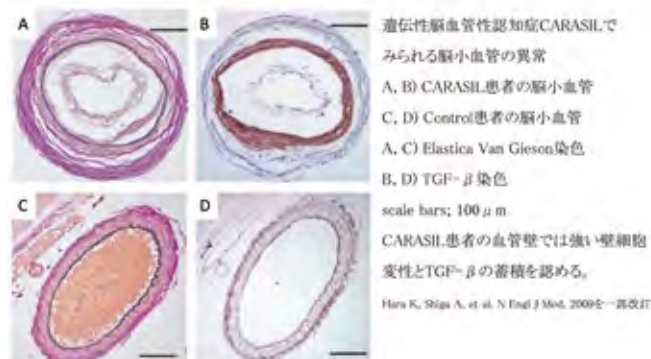 A
B
C
D
遺伝性脳血管性認知症CARASILで
みられる脳小血管の異常
A, B) CARASIL患者の脳小血管
C, D) Control患者の脳小血管
A, C) Elastica Van Gieson染色
B, D) TGF-β染色
scale bars; 100μm
CARASIL患者の血管壁では強い壁細胞
変性とTGF-βの蓄積を認める。
Hara K, Shiga A, et al. N Engl J Med, 2009を一部改訂